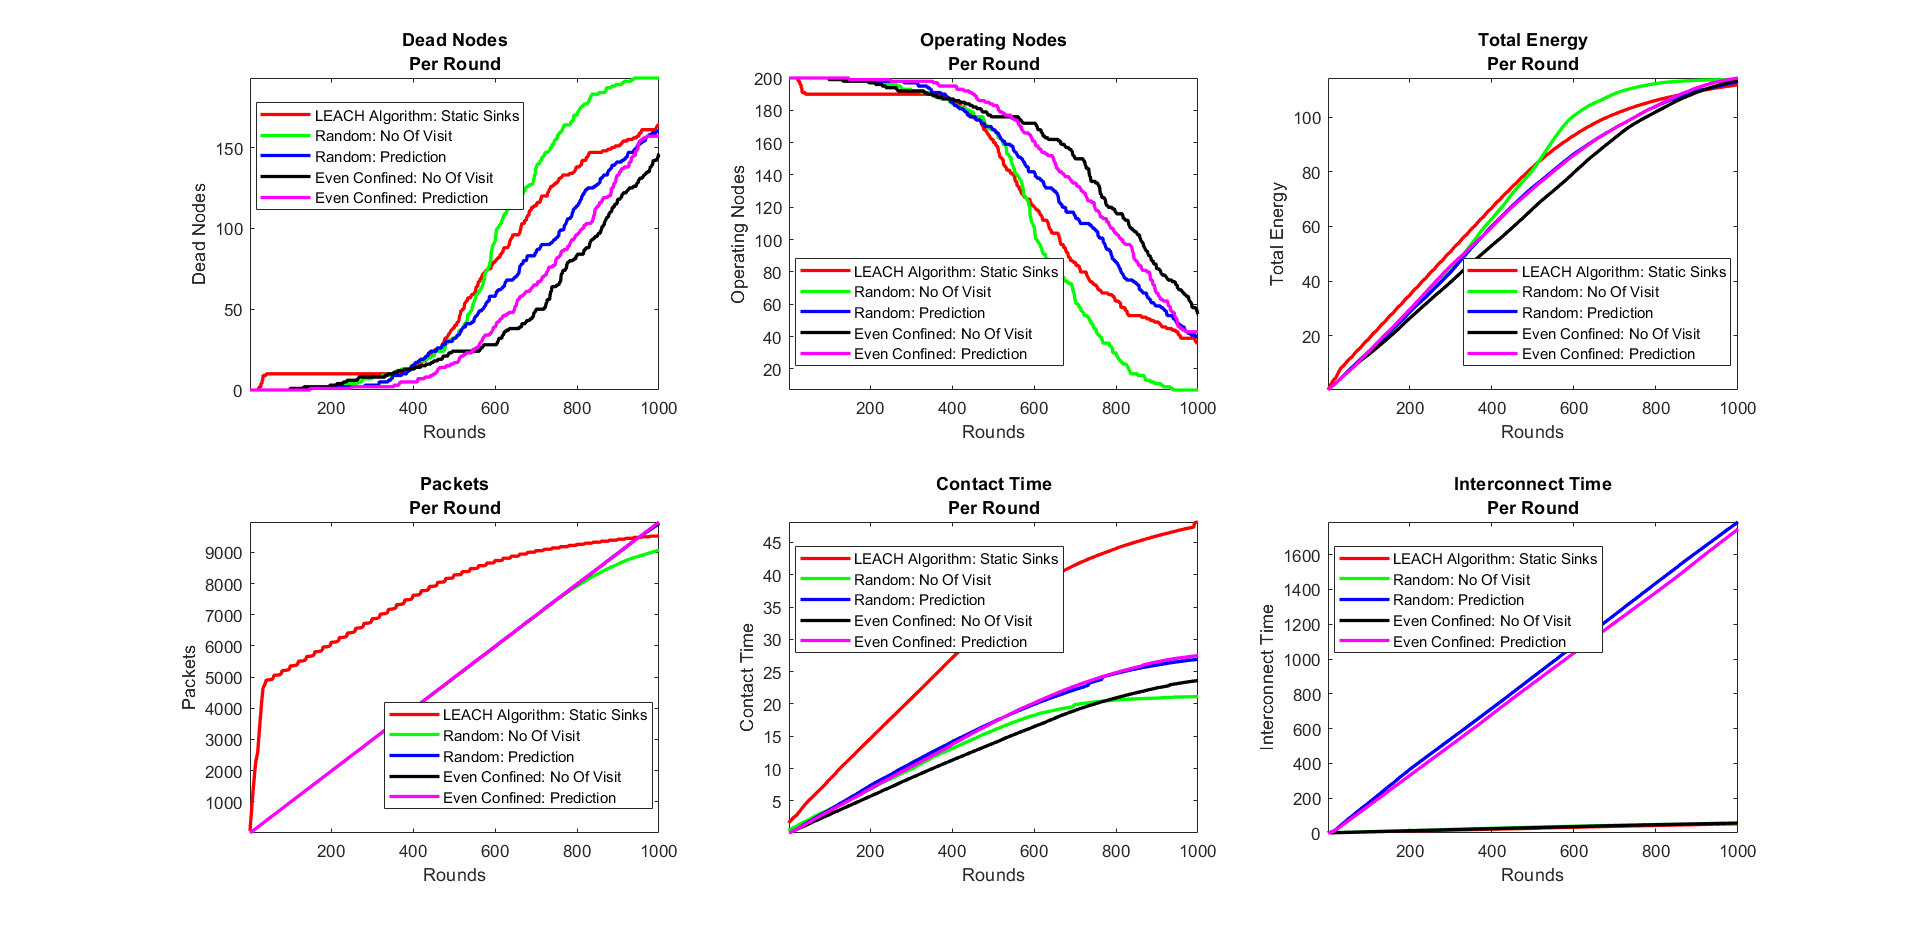 Dead Nodes
Per Round
LEACH Algorithm: Static Sinks
Random: No Of Visit
Random: Prediction
Even Confined: No Of Visit
Even Confined: Prediction
150
100
50
0
Dead Nodes
200 400 600 800 1000
Rounds
Operating Nodes
Per Round
200
180
160
140
120
100
80
60
40
20
Operating Nodes
LEACH Algorithm: Static Sinks
Random: No Of Visit
Random: Prediction
Even Confined: No Of Visit
Even Confined: Prediction
200 400 600 800 1000
Rounds
Total Energy
Per Round
100
80
60
40
20
Total Energy
LEACH Algorithm: Static Sinks
Random: No Of Visit
Random: Prediction
Even Confined: No Of Visit
Even Confined: Prediction
200 400 600 800 1000
Rounds
Packets
Per Round
9000
8000
7000
6000
5000
4000
3000
2000
1000
Packets
LEACH Algorithm: Static Sinks
Random: No Of Visit
Random: Prediction
Even Confined: No Of Visit
Even Confined: Prediction
200 400 600 800 1000
Rounds
Contact Time
Per Round
45
40
35
30
25
20
15
10
5
Contact Time
LEACH Algorithm: Static Sinks
Random: No Of Visit
Random: Prediction
Even Confined: No Of Visit
Even Confined: Prediction
200 400 600 800 1000
Rounds
Interconnect Time
Per Round
1600
1400
1200
1000
800
600
400
200
0
Interconnect Time
LEACH Algorithm: Static Sinks
Random: No Of Visit
Random: Prediction
Even Confined: No Of Visit
Even Confined: Prediction
200 400 600 800 1000
Rounds